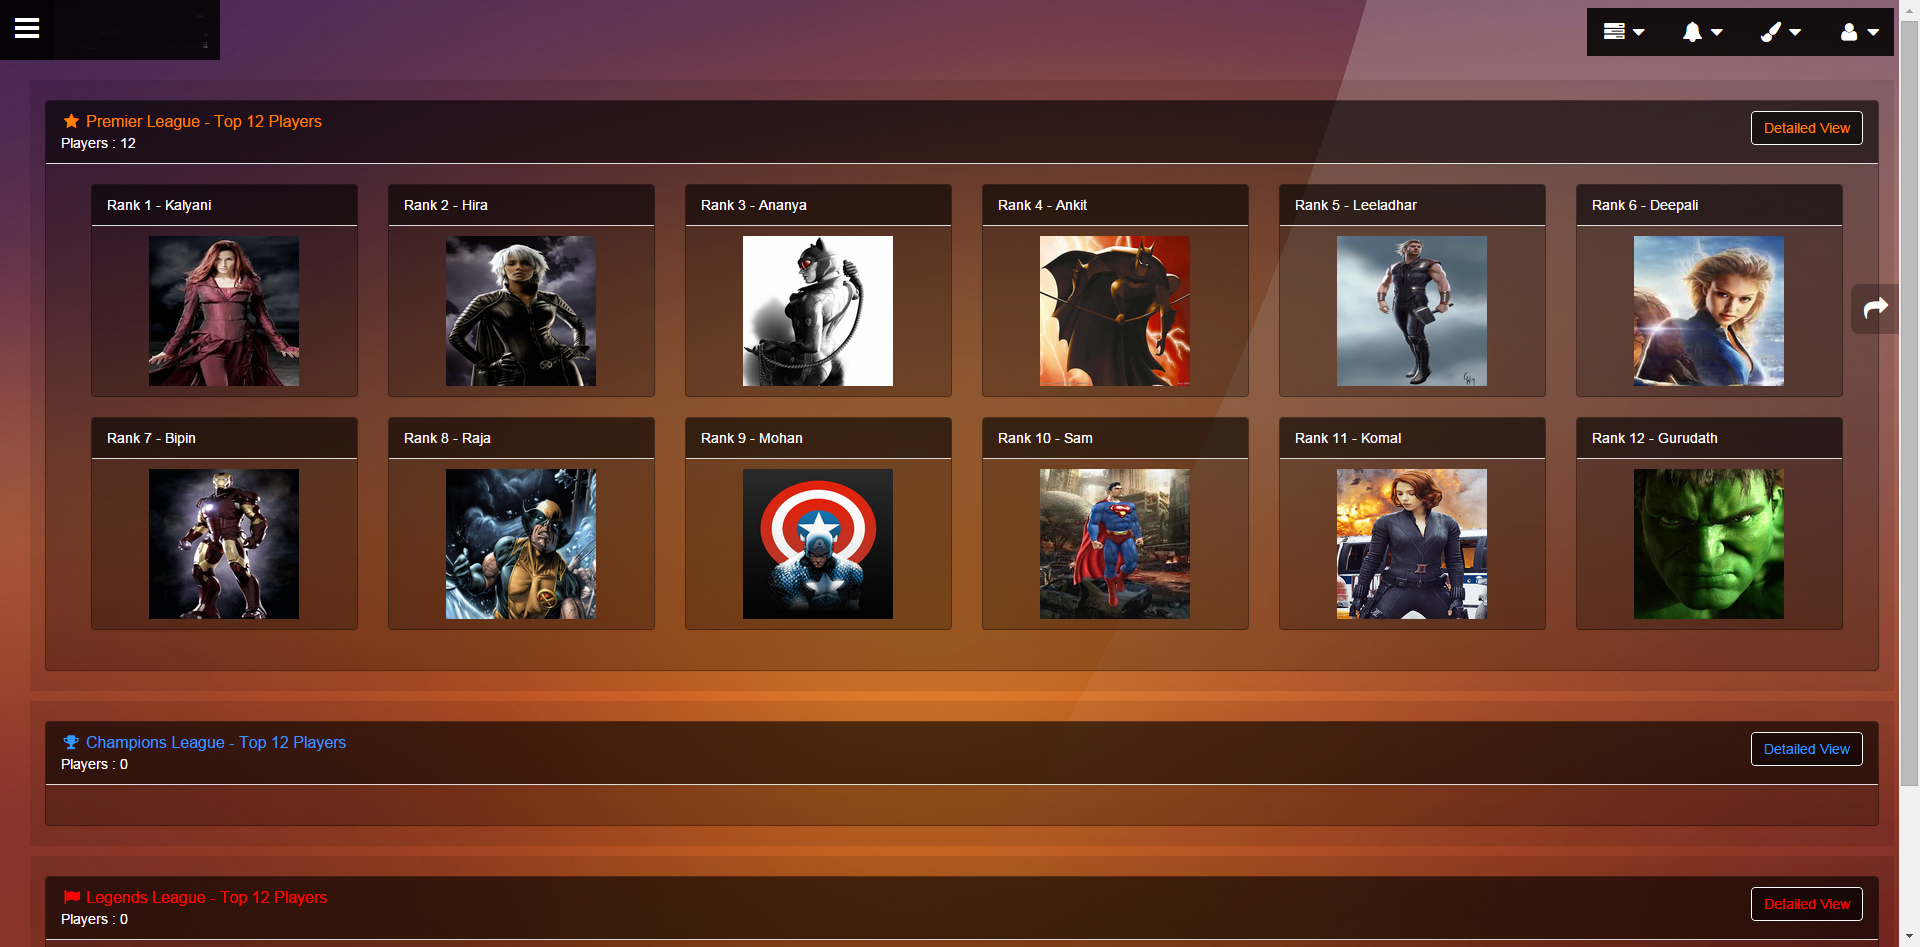 Premier League - Top 12 Players
Players : 12
Detailed View
Rank 1 - Kalyani
Rank 2 - Hira
Rank 3 - Ananya
Rank 4 - Ankit
Rank 5 - Leeladhar
Rank 6 - Deepali
Rank 7 - Bipin
Rank 8 - Raja
Rank 9 - Mohan
Rank 10 - Sam
Rank 11 - Komal
Rank 12 - Gurudath
Champions League - Top 12 Players
Players : 0
Detailed View
Legends League - Top 12 Players
Players : 0
Detailed View